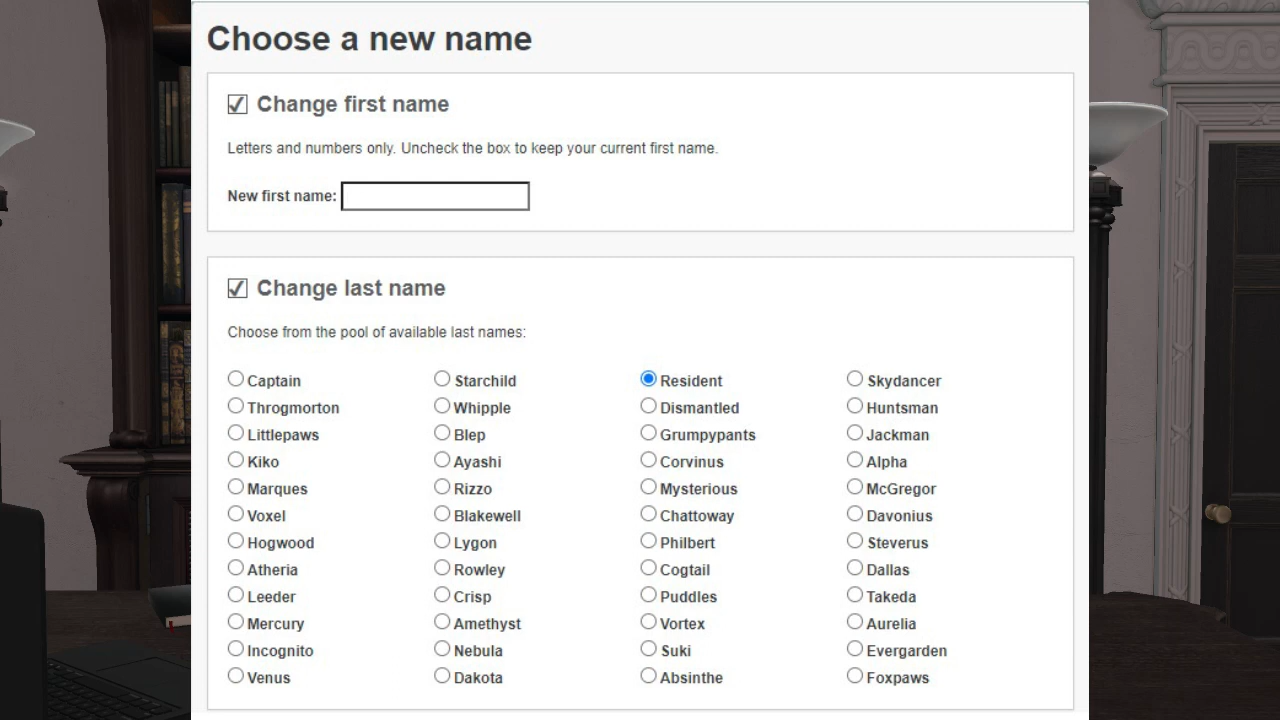 Choose a new name
Change first name
Letters and numbers only. Uncheck the box to keep your current first name.
New first name:
Change last name
Choose from the pool of available last names:
Captain Starchild Resident Skydancer
Throgmorton Whipple Dismantled Huntsman
Littlepaws Blep Grumpypants Jackman
Kiko Ayashi Corvinus Alpha
Marques Rizzo Mysterious McGregor
Voxel Blakewell Chattoway Davonius
Hogwood Lygon Philbert Steverus
Atheria Rowley Cogtail Dallas
Leeder Crisp Puddles Takeda
Mercury Amethyst Vortex Aurelia
Incognito Nebula Suki Evergarden
Venus Dakota Absinthe Foxpaws